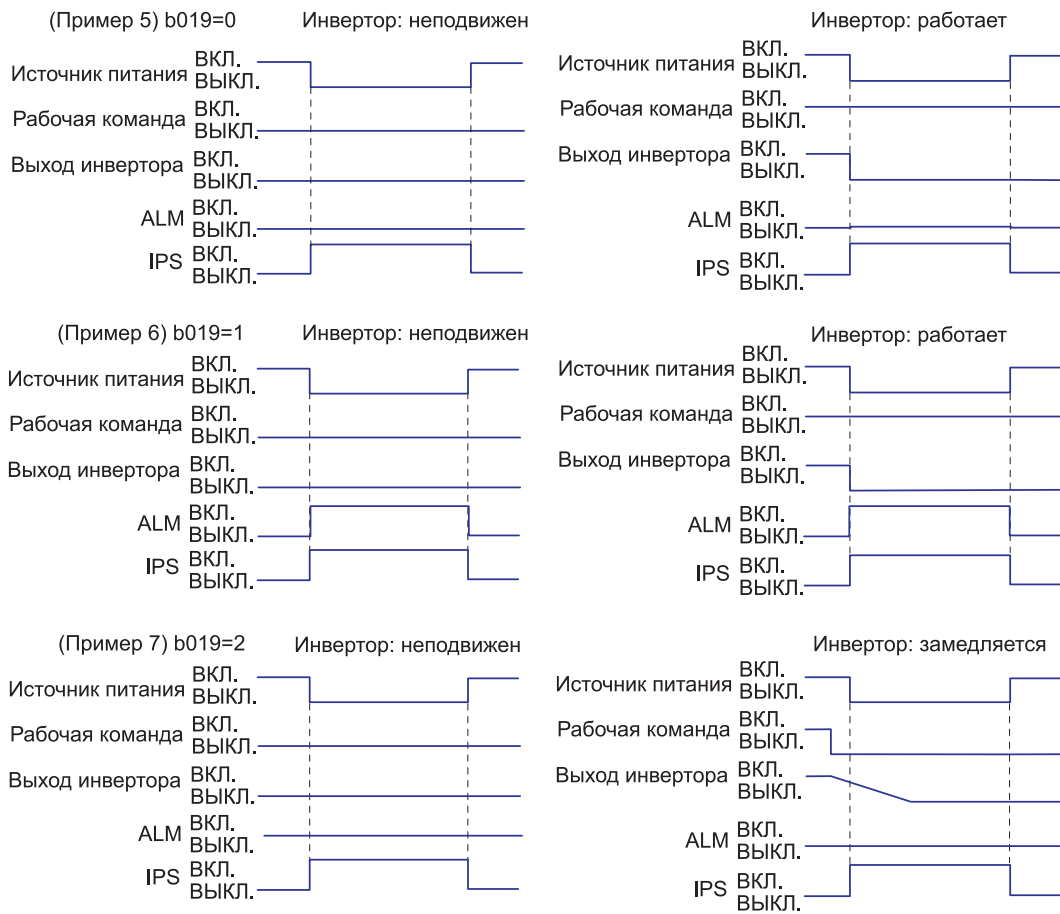 (Пример 5) b019=0
Инвертор: неподвижен
Источник питания
ВКЛ.
ВЫКЛ.
Рабочая команда
ВКЛ.
ВЫКЛ.
Выход инвертора
ВКЛ.
ВЫКЛ.
ALM
ВКЛ.
ВЫКЛ.
IPS
ВКЛ.
ВЫКЛ.
Инвертор: работает
Источник питания
ВКЛ.
ВЫКЛ.
Рабочая команда
ВКЛ.
ВЫКЛ.
Выход инвертора
ВКЛ.
ВЫКЛ.
ALM
ВКЛ.
ВЫКЛ.
IPS
ВКЛ.
ВЫКЛ.
(Пример 6) b019=1
Инвертор: неподвижен
Источник питания
ВКЛ.
ВЫКЛ.
Рабочая команда
ВКЛ.
ВЫКЛ.
Выход инвертора
ВКЛ.
ВЫКЛ.
ALM
ВКЛ.
ВЫКЛ.
IPS
ВКЛ.
ВЫКЛ.
Инвертор: работает
Источник питания
ВКЛ.
ВЫКЛ.
Рабочая команда
ВКЛ.
ВЫКЛ.
Выход инвертора
ВКЛ.
ВЫКЛ.
ALM
ВКЛ.
ВЫКЛ.
IPS
ВКЛ.
ВЫКЛ.
(Пример 7) b019=2
Инвертор: неподвижен
Источник питания
ВКЛ.
ВЫКЛ.
Рабочая команда
ВКЛ.
ВЫКЛ.
Выход инвертора
ВКЛ.
ВЫКЛ.
ALM
ВКЛ.
ВЫКЛ.
IPS
ВКЛ.
ВЫКЛ.
Инвертор: замедляется
Источник питания
ВКЛ.
ВЫКЛ.
Рабочая команда
ВКЛ.
ВЫКЛ.
Выход инвертора
ВКЛ.
ВЫКЛ.
ALM
ВКЛ.
ВЫКЛ.
IPS
ВКЛ.
ВЫКЛ.